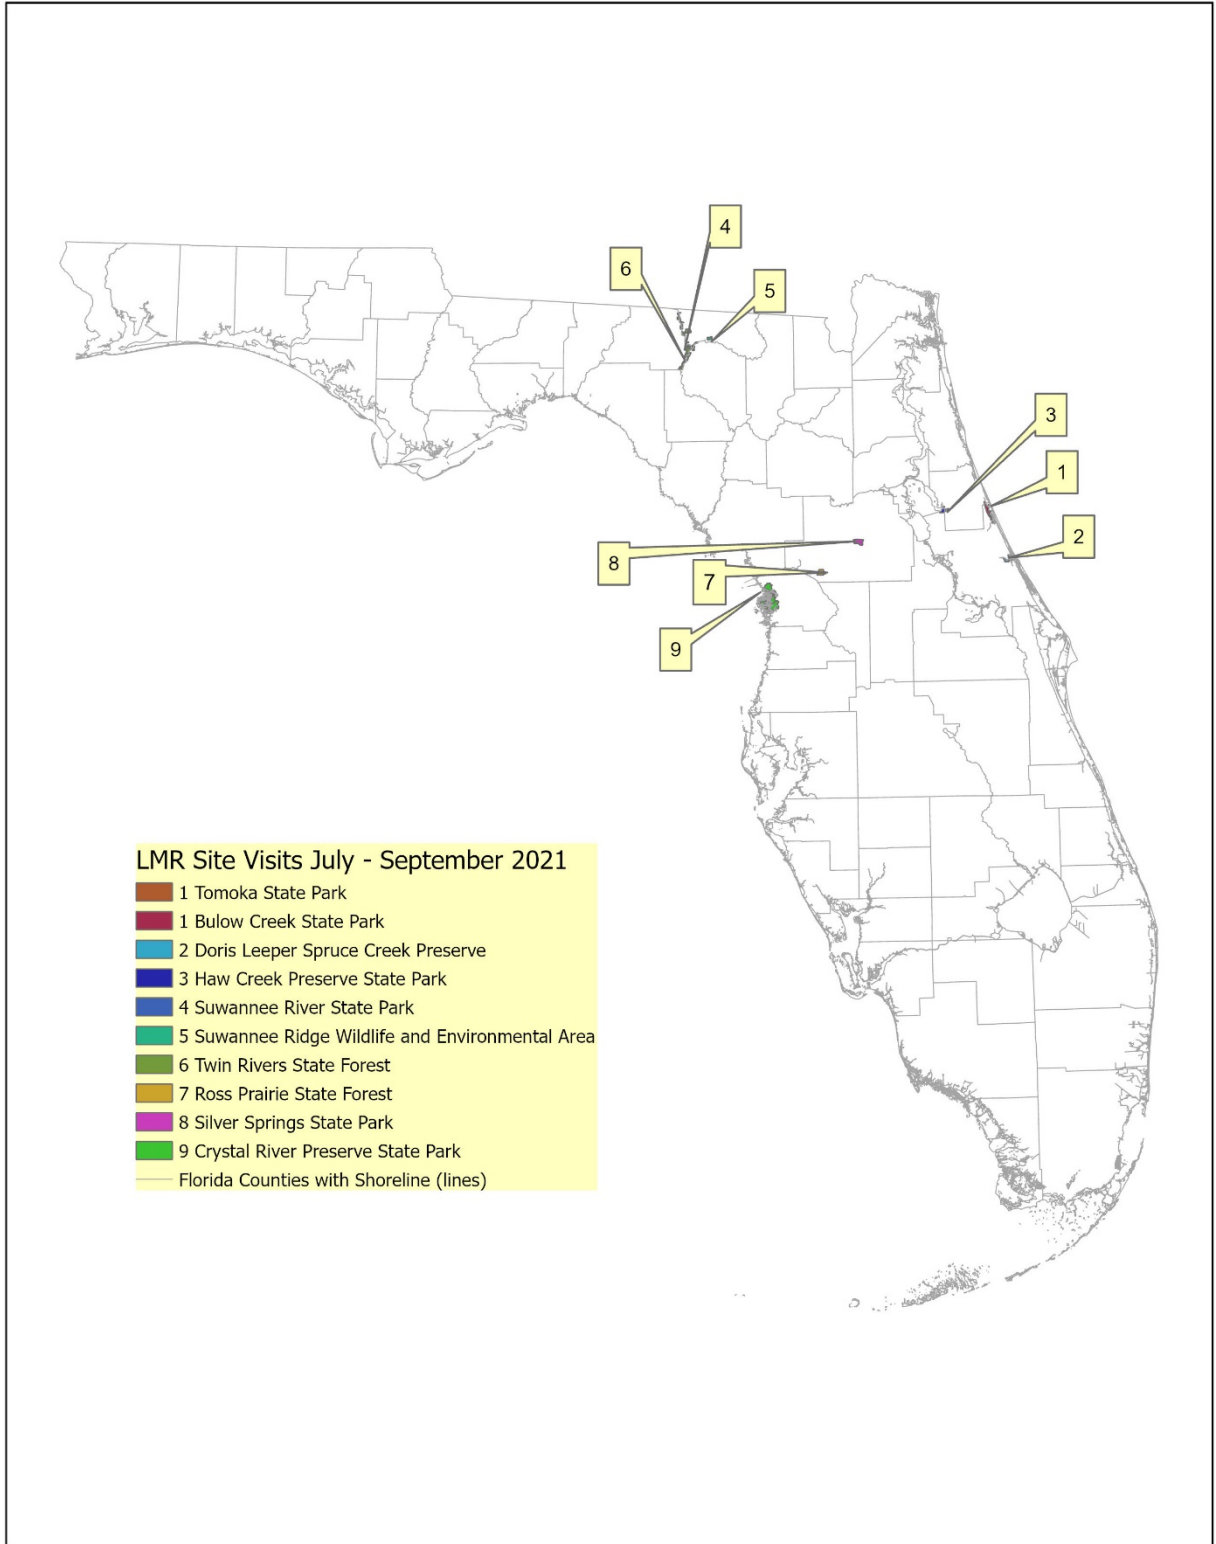 4
6
5
3
1
2
8
7
9
LMR Site Visits July - September 2021
1 Tomoka State Park
1 Bulow Creek State Park
2 Doris Leeper Spruce Creek Preserve
3 Haw Creek Preserve State Park
4 Suwannee River State Park
5 Suwannee Ridge Wildlife and Environmental Area
6 Twin Rivers State Forest
7 Ross Prairie State Forest
8 Silver Springs State Park
9 Crystal River Preserve State Park
Florida Counties with Shoreline (lines)